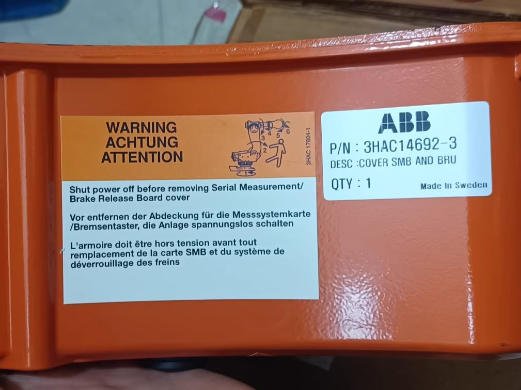 WARNING
ACHTUNG
ATTENTION
3HAC 17804-1
Shut power off before removing Serial Measurement/
Brake Release Board cover
Vor entfernen der Abdeckung für die Messsystemkarte
/Bremsentaster, die Anlage spannungslos schalten
L'armoire doit être hors tension avant tout
remplacement de la carte SMB et du système de
déverrouillage des freins
ABB
P/N : 3HAC14692-3
DESC :COVER SMB AND BRU
QTY : 1
Made In Sweden